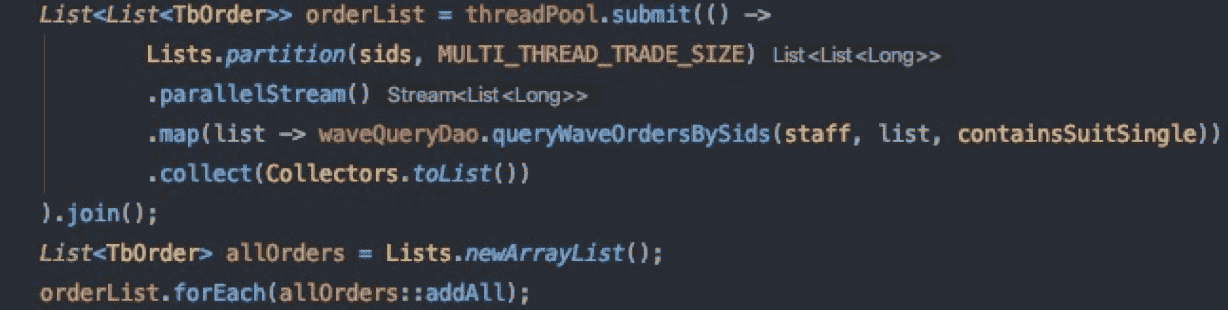 List<List<TbOrder>> orderList = threadPool.submit(() ->
Lists.partition(sids, MULTI_THREAD_TRADE_SIZE) List<List<Long>>
.parallelStream() Stream<List<Long>>
.map(list -> waveQueryDao.queryWaveOrdersBySids(staff, list, containsSuitSingle))
.collect(Collectors.toList())
).join();
List<TbOrder> allOrders = Lists.newArrayList();
orderList.forEach(allOrders::addAll);